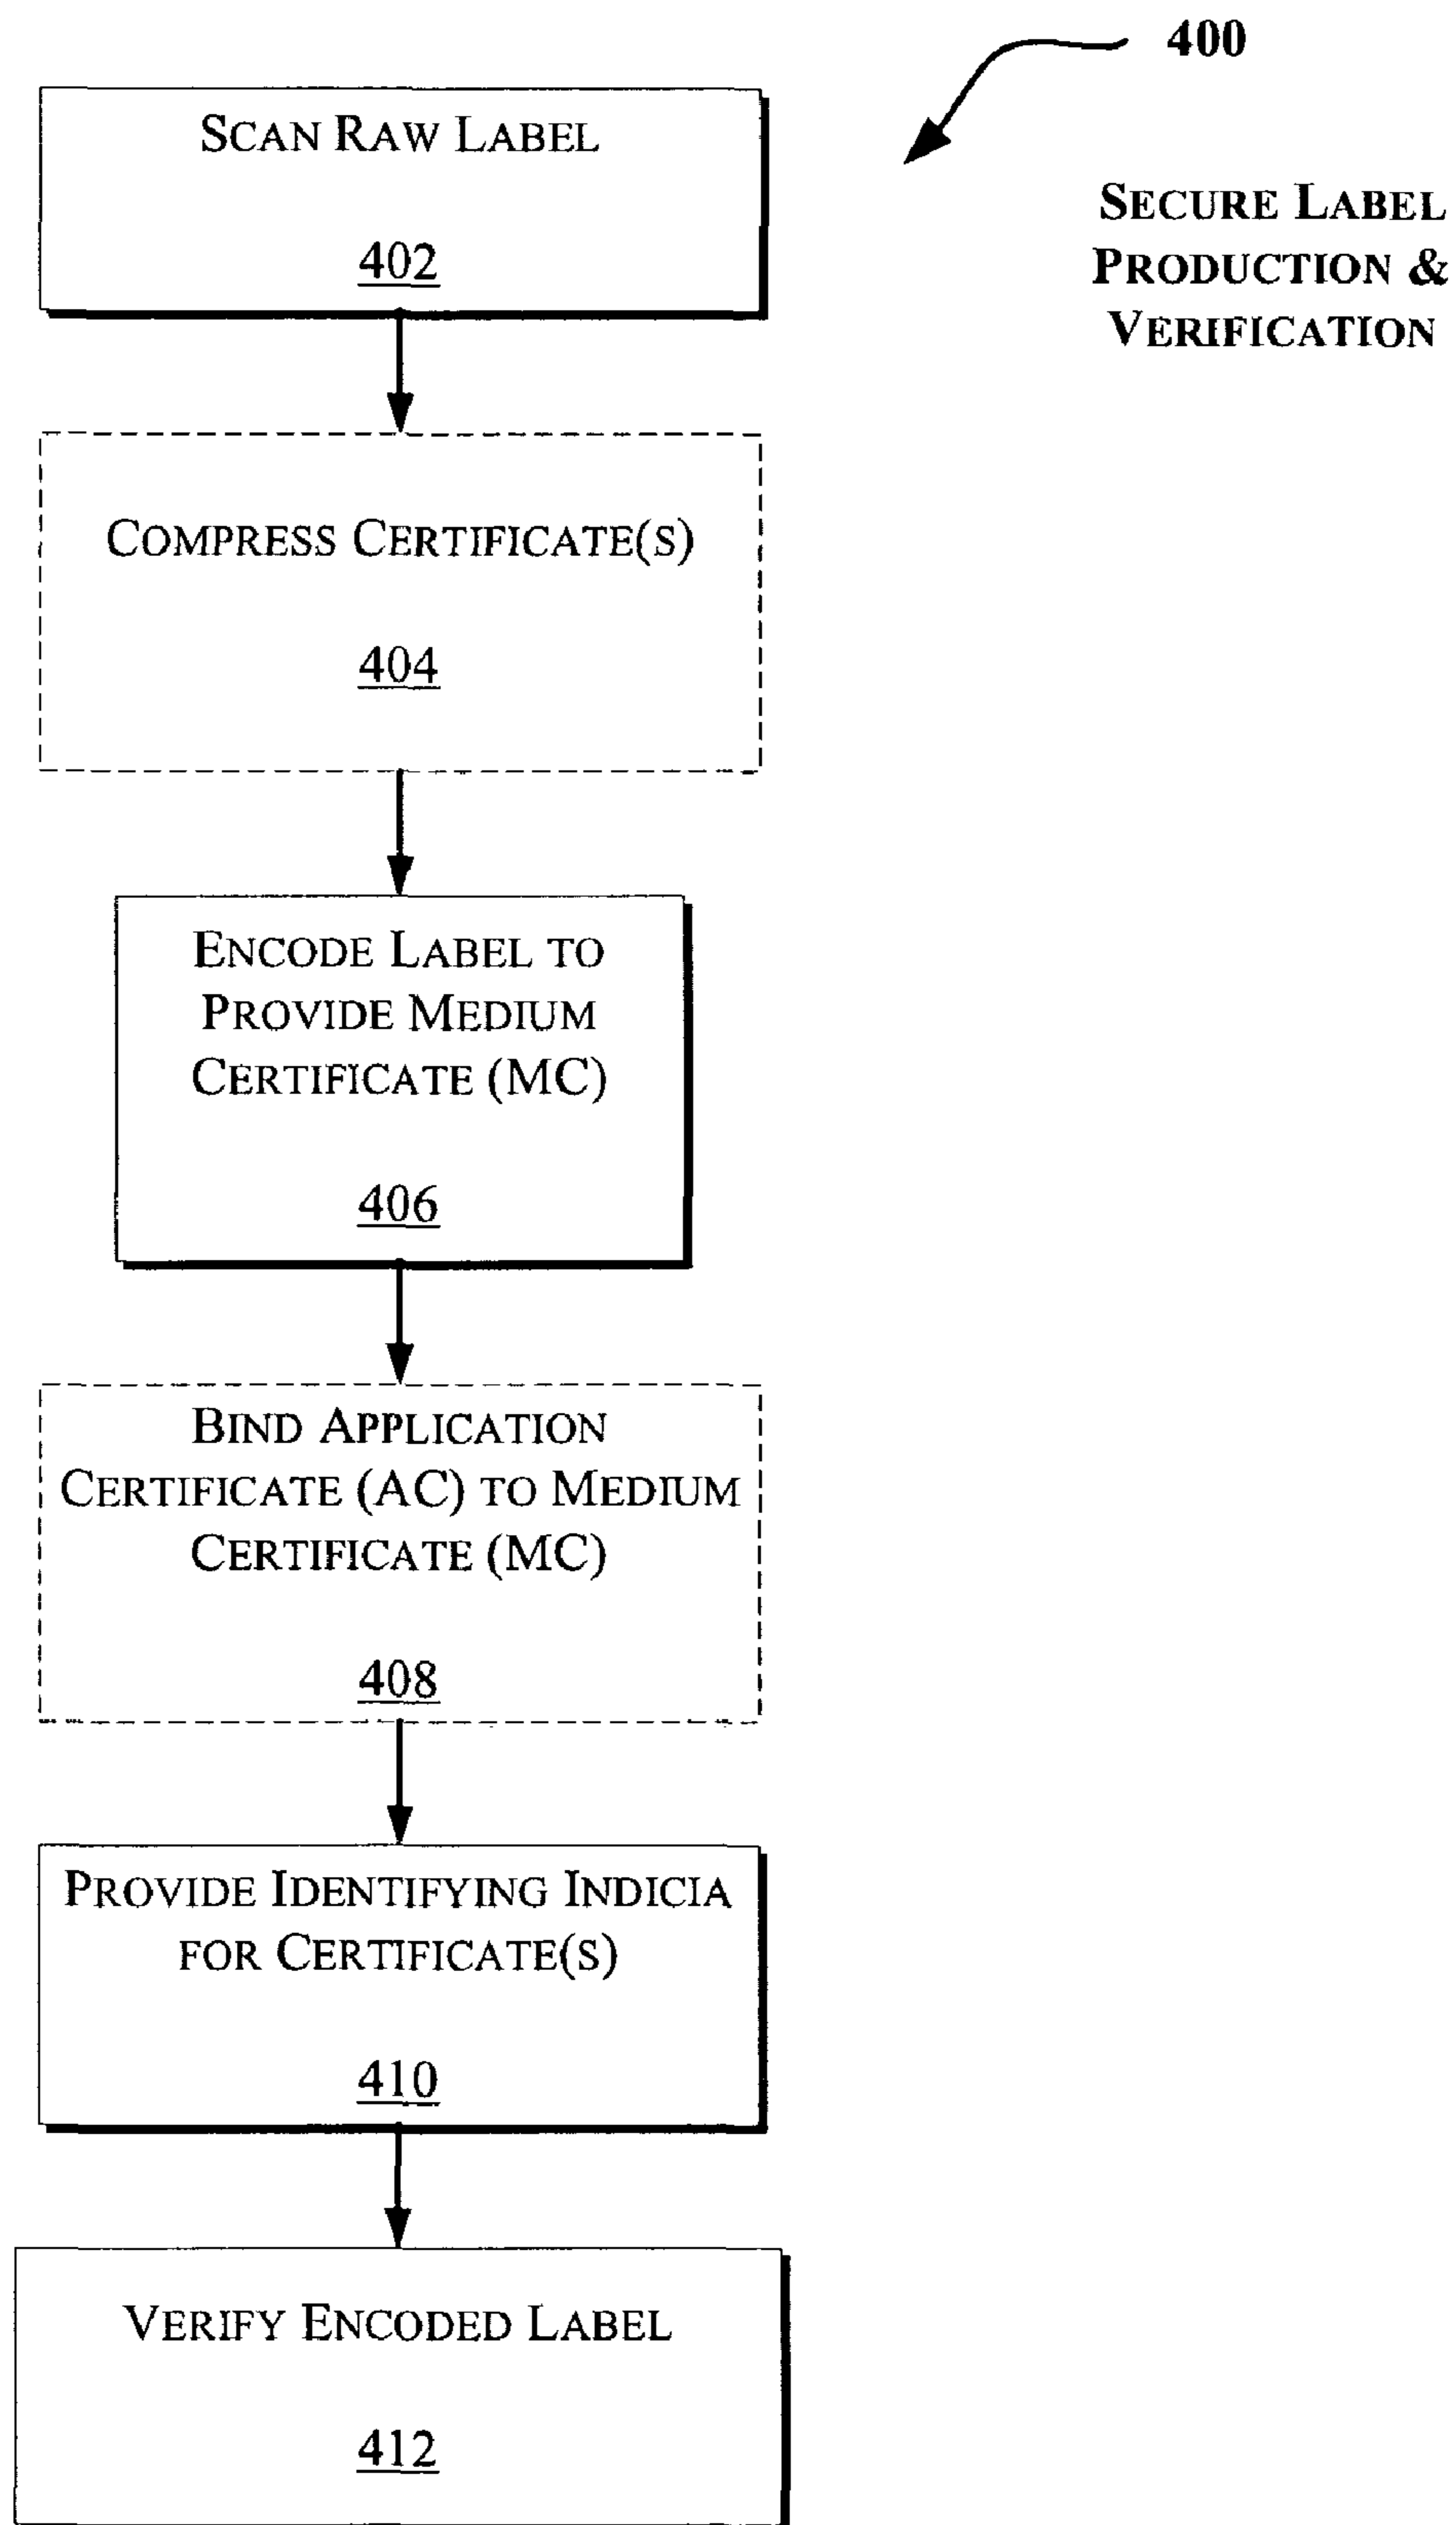 400
SECURE LABEL
PRODUCTION &
VERIFICATION
SCAN RAW LABEL
402
COMPRESS CERTIFICATE(S)
404
ENCODE LABEL TO
PROVIDE MEDIUM
CERTIFICATE (MC)
406
BIND APPLICATION
CERTIFICATE (AC) TO MEDIUM
CERTIFICATE (MC)
408
PROVIDE IDENTIFYING INDICIA
FOR CERTIFICATE(S)
410
VERIFY ENCODED LABEL
412